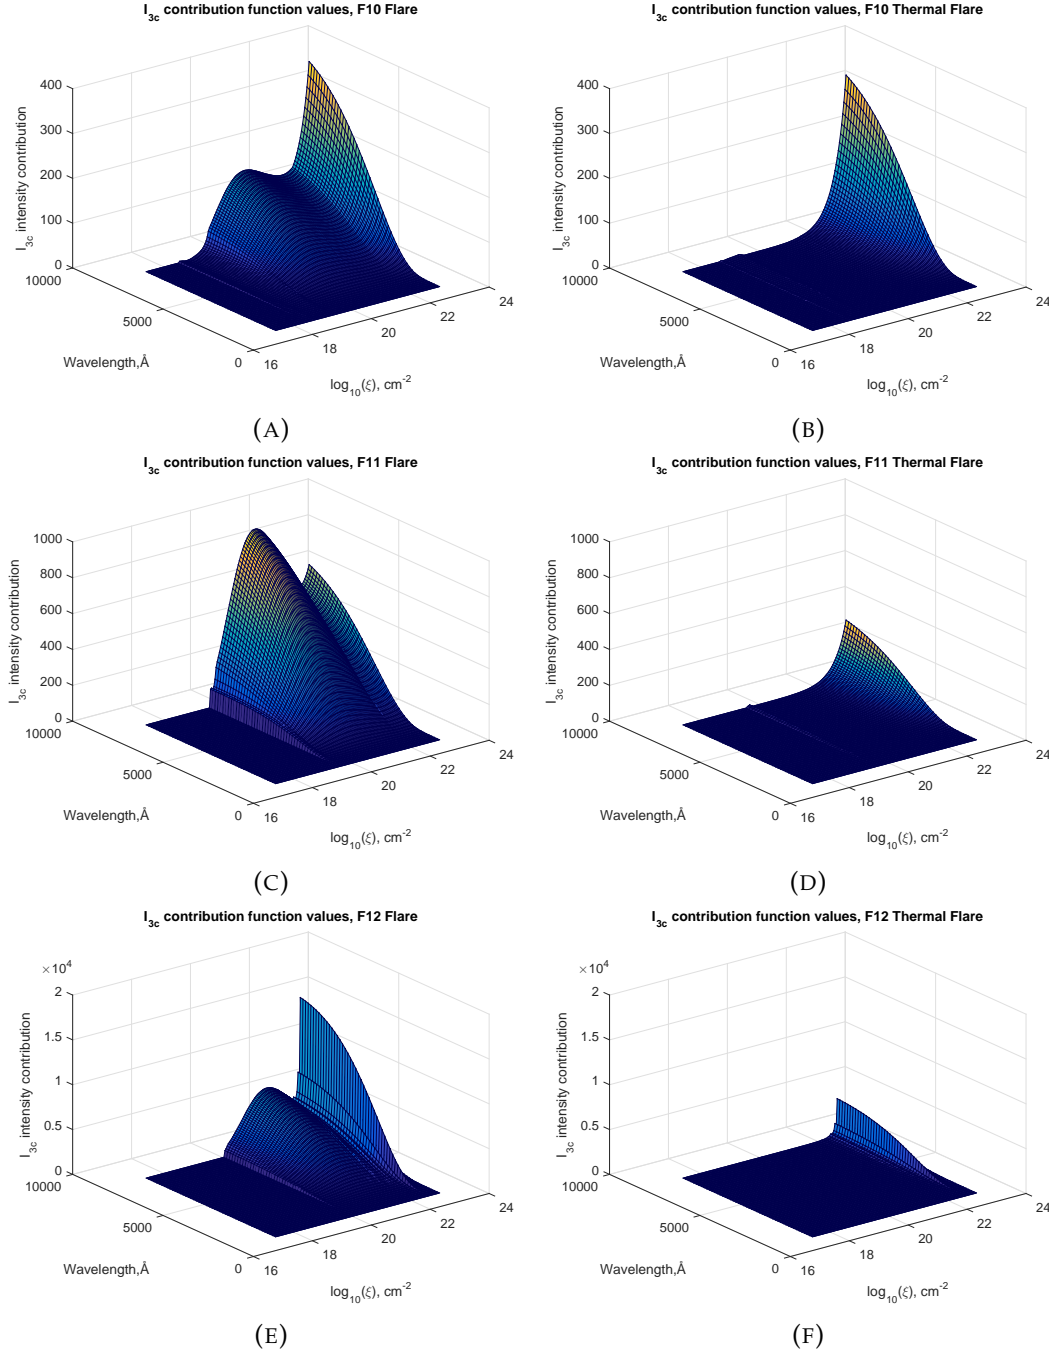 I3c contribution function values, F10 Flare
400
300
200
100
0
10000
5000
0
16
18
20
22
24
I3c intensity contribution
Wavelength,Å
log10(ξ), cm-2
(A)
I3c contribution function values, F10 Thermal Flare
400
300
200
100
0
10000
5000
0
16
18
20
22
24
I3c intensity contribution
Wavelength,Å
log10(ξ), cm-2
(B)
I3c contribution function values, F11 Flare
1000
800
600
400
200
0
10000
5000
0
16
18
20
22
24
I3c intensity contribution
Wavelength,Å
log10(ξ), cm-2
(C)
I3c contribution function values, F11 Thermal Flare
1000
800
600
400
200
0
10000
5000
0
16
18
20
22
24
I3c intensity contribution
Wavelength,Å
log10(ξ), cm-2
(D)
I3c contribution function values, F12 Flare
×10^4
2
1.5
1
0.5
0
10000
5000
0
16
18
20
22
24
I3c intensity contribution
Wavelength,Å
log10(ξ), cm-2
(E)
I3c contribution function values, F12 Thermal Flare
×10^4
2
1.5
1
0.5
0
10000
5000
0
16
18
20
22
24
I3c intensity contribution
Wavelength,Å
log10(ξ), cm-2
(F)